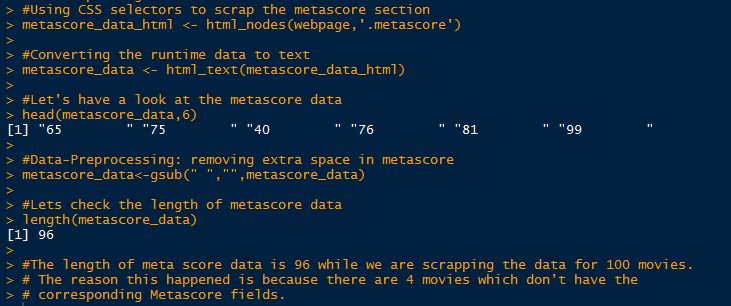 > #Using CSS selectors to scrap the metascore section
> metascore_data_html <- html_nodes(webpage,'.metascore')
>
> #Converting the runtime data to text
> metascore_data <- html_text(metascore_data_html)
>
> #Let's have a look at the metascore data
> head(metascore_data,6)
[1] "65        " "75        " "40        " "76        " "81        " "99        "
>
> #Data-Preprocessing: removing extra space in metascore
> metascore_data<-gsub(" ","",metascore_data)
>
> #Lets check the length of metascore data
> length(metascore_data)
[1] 96
>
> #The length of meta score data is 96 while we are scrapping the data for 100 movies.
> # The reason this happened is because there are 4 movies which don’t have the
> # corresponding Metascore fields.